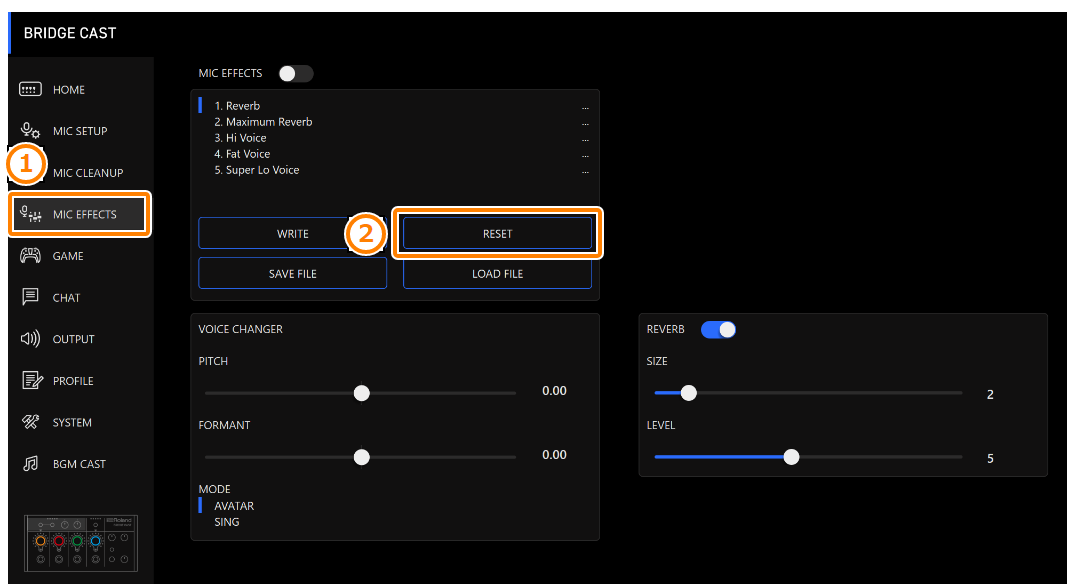 BRIDGE CAST
HOME
MIC SETUP
1
MIC CLEANUP
MIC EFFECTS
GAME
CHAT
OUTPUT
PROFILE
SYSTEM
BGM CAST
Roland
MIC EFFECTS
1. Reverb ...
2. Maximum Reverb ...
3. Hi Voice ...
4. Fat Voice ...
5. Super Lo Voice ...
WRITE
2
RESET
SAVE FILE
LOAD FILE
VOICE CHANGER
PITCH
0.00
FORMANT
0.00
MODE
AVATAR
SING
REVERB
SIZE
2
LEVEL
5